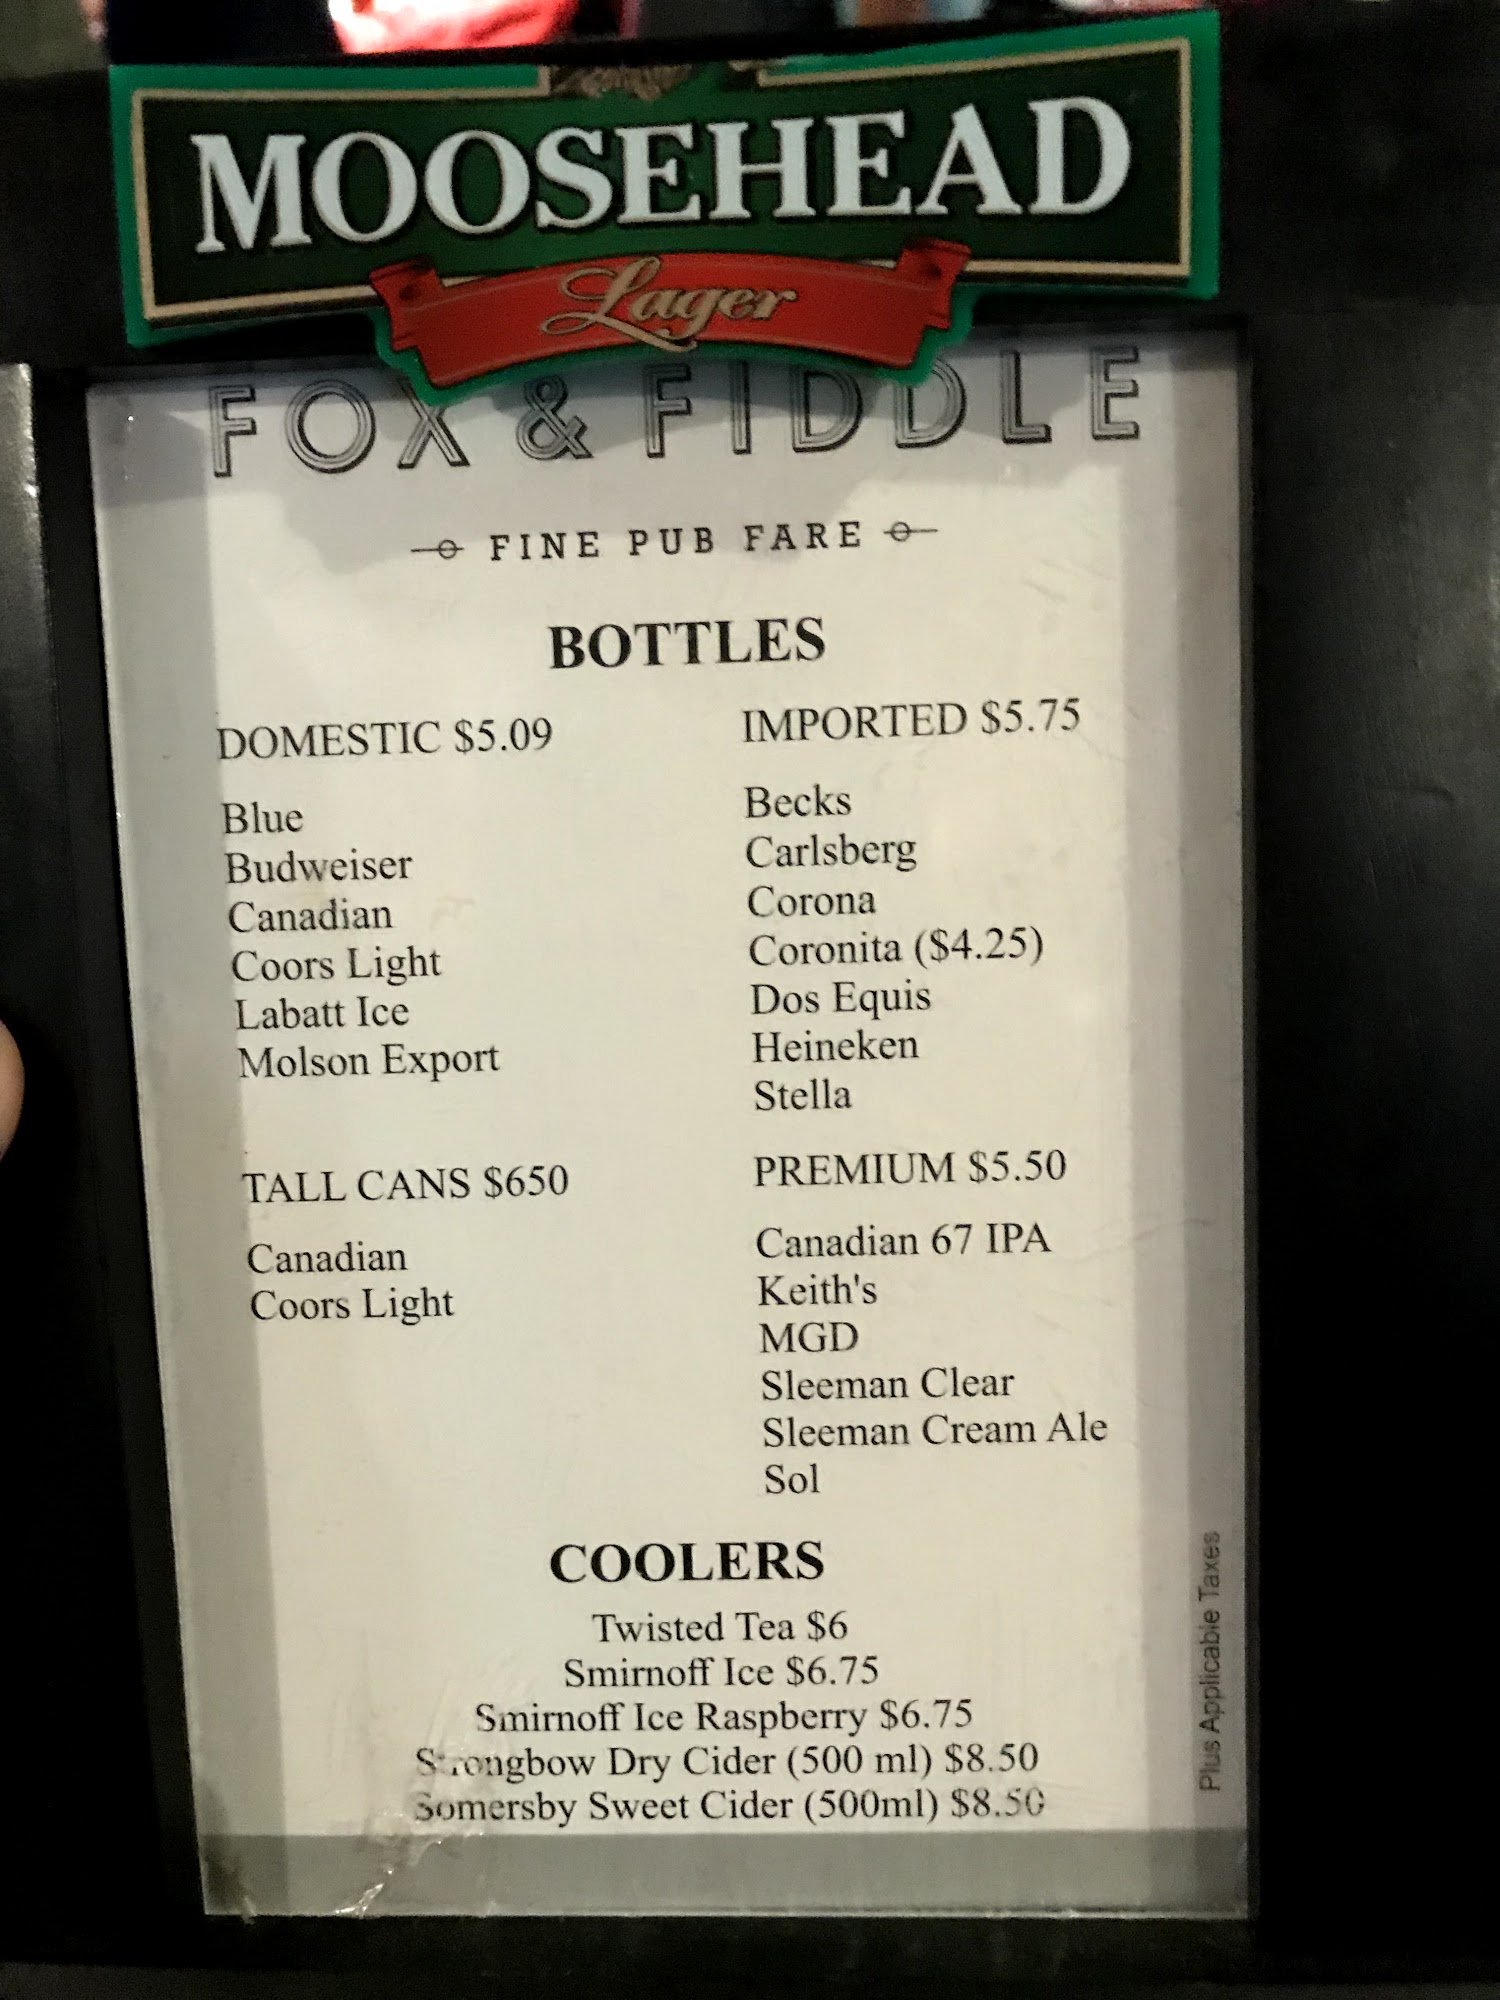 MOOSEHEAD
Lager
FOX & FIDDLE
FINE PUB FARE
BOTTLES
DOMESTIC $5.09
Blue
Budweiser
Canadian
Coors Light
Labatt Ice
Molson Export
IMPORTED $5.75
Becks
Carlsberg
Corona
Coronita ($4.25)
Dos Equis
Heineken
Stella
TALL CANS $650
Canadian
Coors Light
PREMIUM $5.50
Canadian 67 IPA
Keith's
MGD
Sleeman Clear
Sleeman Cream Ale
Sol
COOLERS
Twisted Tea $6
Smirnoff Ice $6.75
Smirnoff Ice Raspberry $6.75
Strongbow Dry Cider (500 ml) $8.50
Somersby Sweet Cider (500ml) $8.50
Plus Applicable Taxes